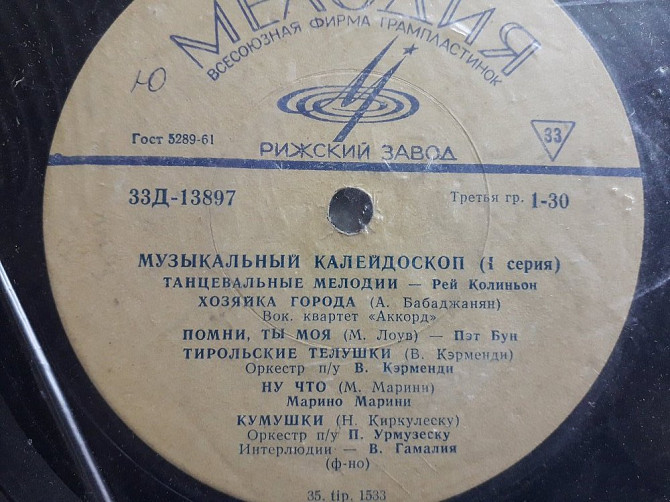 МЕЛОДИЯ
ВСЕСОЮЗНАЯ ФИРМА ГРАМПЛАСТИНОК
Ю
Гост 5289-61
33
РИЖСКИЙ ЗАВОД
33Д-13897
Третья гр. 1-30
МУЗЫКАЛЬНЫЙ КАЛЕЙДОСКОП (1 серия)
ТАНЦЕВАЛЬНЫЕ МЕЛОДИИ — Рей Колиньон
ХОЗЯЙКА ГОРОДА (А. Бабаджанян)
Вок. квартет «Аккорд»
ПОМНИ, ТЫ МОЯ (М. Лоув) — Пэт Бун
ТИРОЛЬСКИЕ ТЕЛУШКИ (В. Кэрменди)
Оркестр п/у В. Кэрменди
НУ ЧТО (М. Марини)
Марино Марини
КУМУШКИ (Н. Киркулеску)
Оркестр п/у П. Урмузеску
Интерлюдии — В. Гамалия
(ф-но)
35. tip. 1533